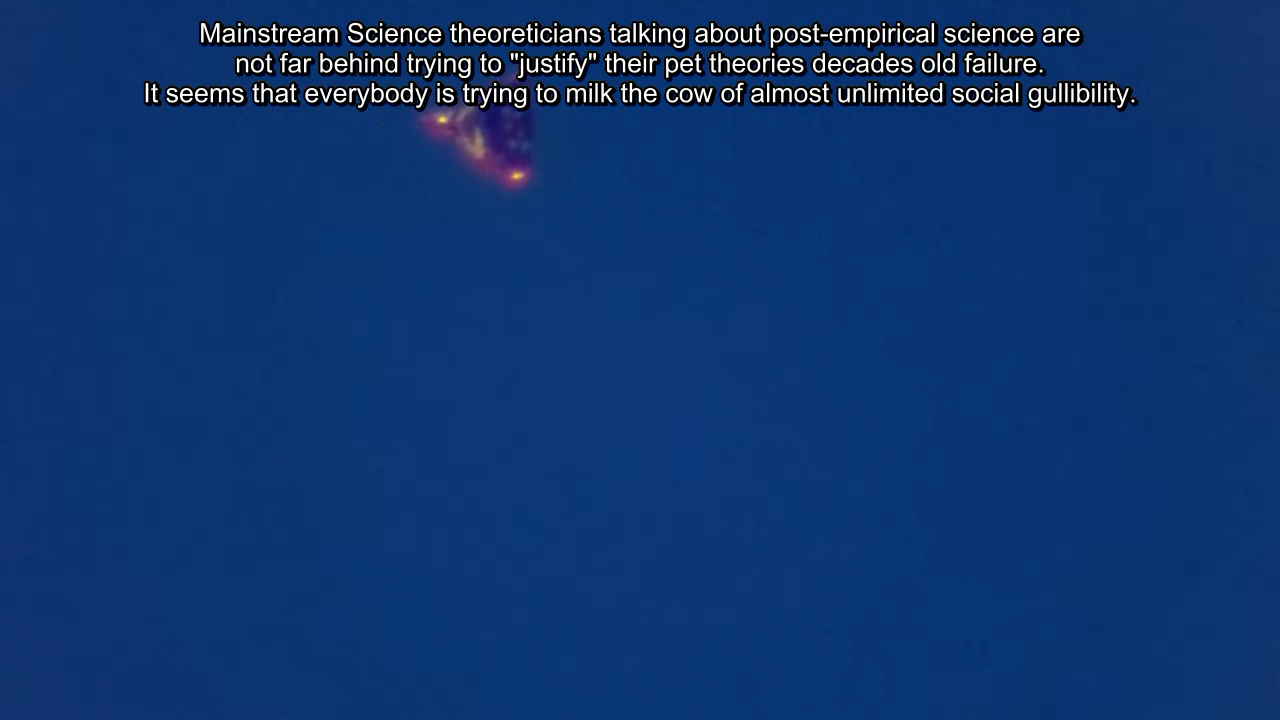 Mainstream Science theoreticians talking about post-empirical science are
not far behind trying to "justify" their pet theories decades old failure.
It seems that everybody is trying to milk the cow of almost unlimited social gullibility.